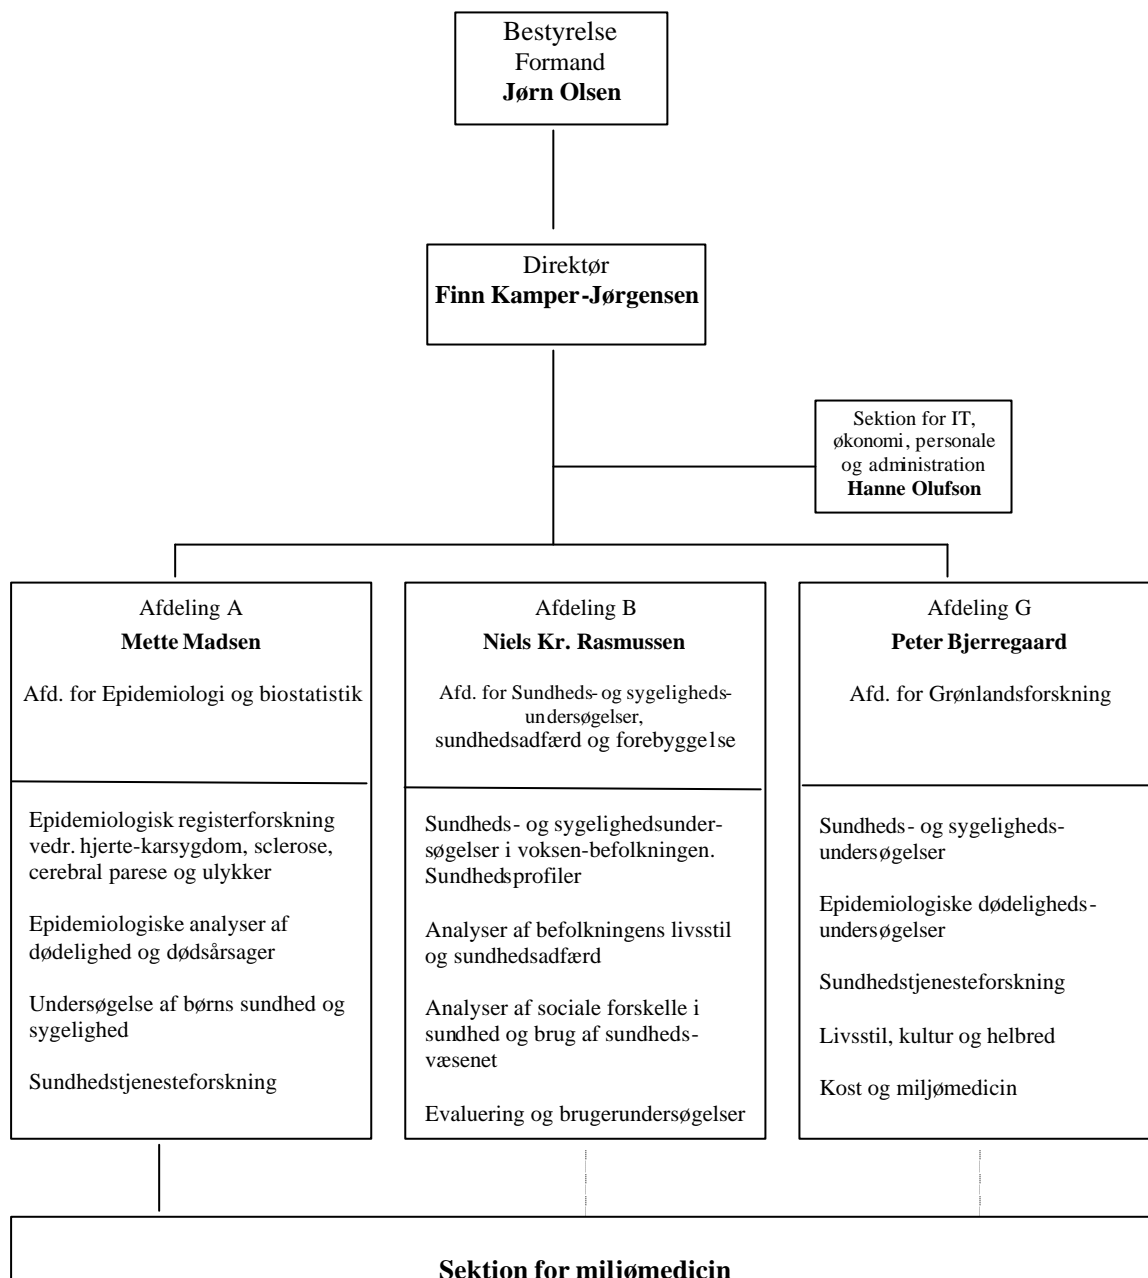 Bestyrelse
Formand
Jørn Olsen
Direktør
Finn Kamper-Jørgensen
Sektion for IT,
økonomi, personale
og administration
Hanne Olufson
Afdeling A
Mette Madsen
Afd. for Epidemiologi og biostatistik
Epidemiologisk registerforskning
vedr. hjerte-karsygdom, sclerose,
cerebral parese og ulykker
Epidemiologiske analyser af
dødelighed og dødsårsager
Undersøgelse af børns sundhed og
sygelighed
Sundhedstjenesteforskning
Afdeling B
Niels Kr. Rasmussen
Afd. for Sundheds- og sygeligheds-
undersøgelser,
sundhedsadfærd og forebyggelse
Sundheds- og sygelighedsunder-
søgelser i voksen-befolkningen.
Sundhedsprofiler
Analyser af befolkningens livsstil
og sundhedsadfærd
Analyser af sociale forskelle i
sundhed og brug af sundheds-
væsenet
Evaluering og brugerundersøgelser
Afdeling G
Peter Bjerregaard
Afd. for Grønlandsforskning
Sundheds- og sygeligheds-
undersøgelser
Epidemiologiske dødeligheds-
undersøgelser
Sundhedstjenesteforskning
Livsstil, kultur og helbred
Kost og miljømedicin
Sektion for miljømedicin